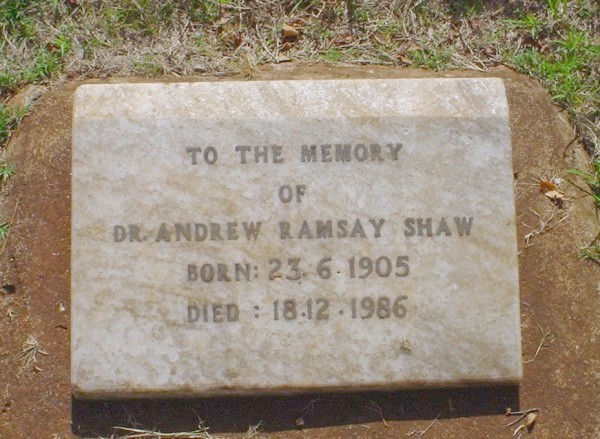 TO THE MEMORY
OF
DR. ANDREW RAMSAY SHAW
BORN: 23.6.1905
DIED : 18.12.1986